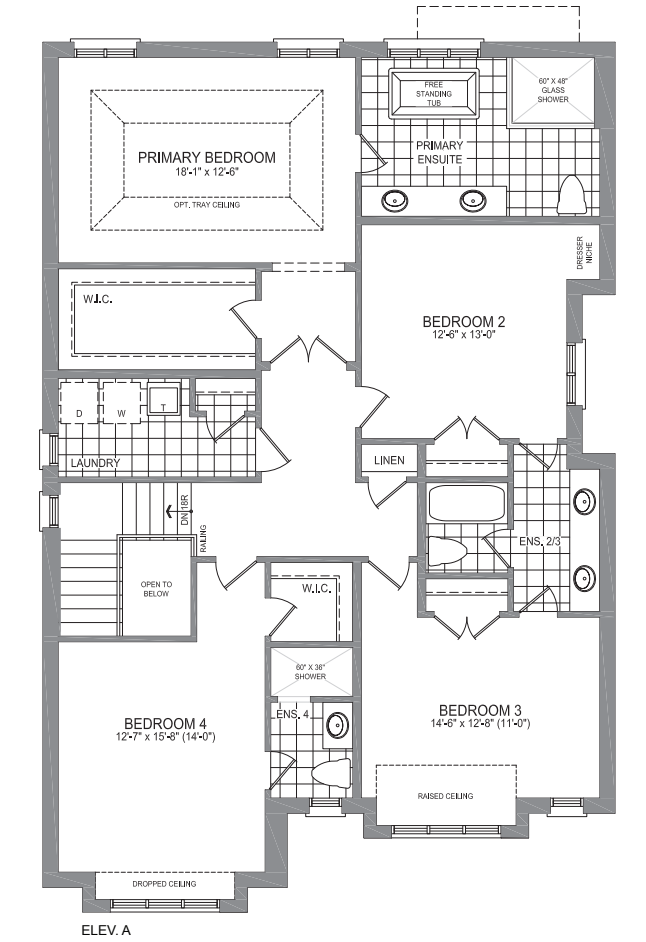 FREE
STANDING
TUB
60" X 48"
GLASS
SHOWER
PRIMARY BEDROOM
18'-1" x 12'-6"
PRIMARY
ENSUITE
OPT. TRAY CEILING
DRESSER
NICHE
W.I.C.
BEDROOM 2
12'-6" x 13'-0"
D
W
T
LAUNDRY
LINEN
DN 18R
RAILING
ENS. 2/3
OPEN TO
BELOW
W.I.C.
60" X 36"
SHOWER
ENS. 4
BEDROOM 4
12'-7" x 15'-8" (14'-0")
BEDROOM 3
14'-6" x 12'-8" (11'-0")
RAISED CEILING
DROPPED CEILING
ELEV. A